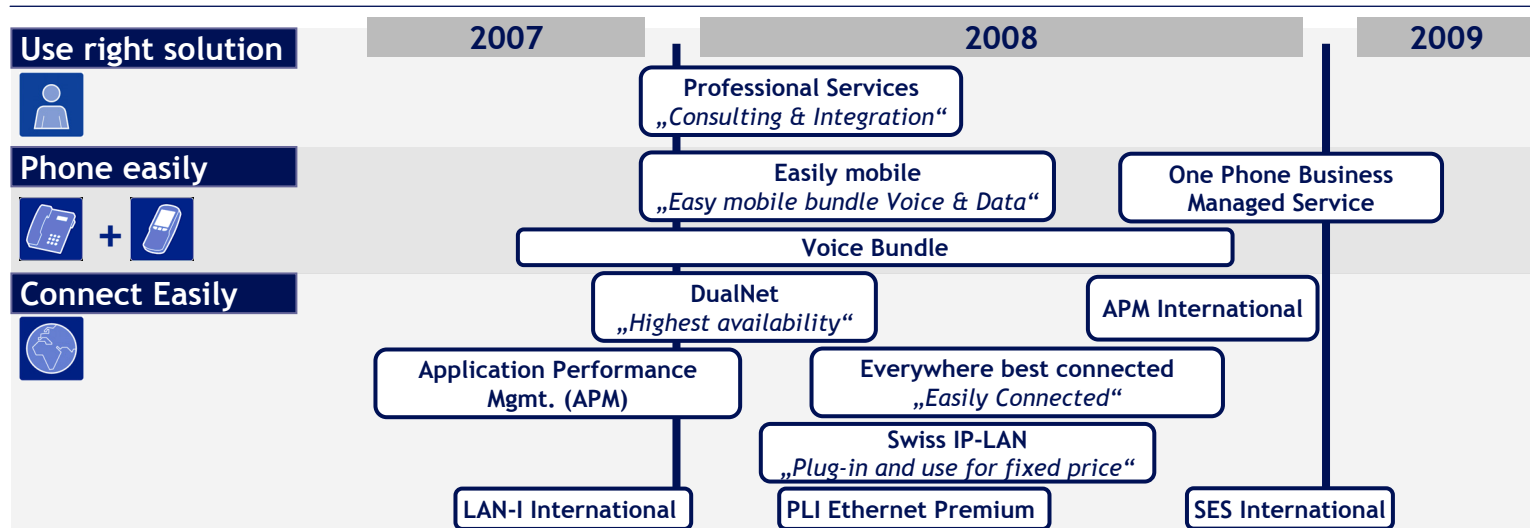 2007 2008 2009
Use right solution
Professional Services
„Consulting & Integration“
Phone easily
Easily mobile
„Easy mobile bundle Voice & Data“
One Phone Business
Managed Service
+
Voice Bundle
Connect Easily
DualNet
„Highest availability“
APM International
Application Performance
Mgmt. (APM)
Everywhere best connected
„Easily Connected“
Swiss IP-LAN
„Plug-in and use for fixed price“
LAN-I International
PLI Ethernet Premium
SES International